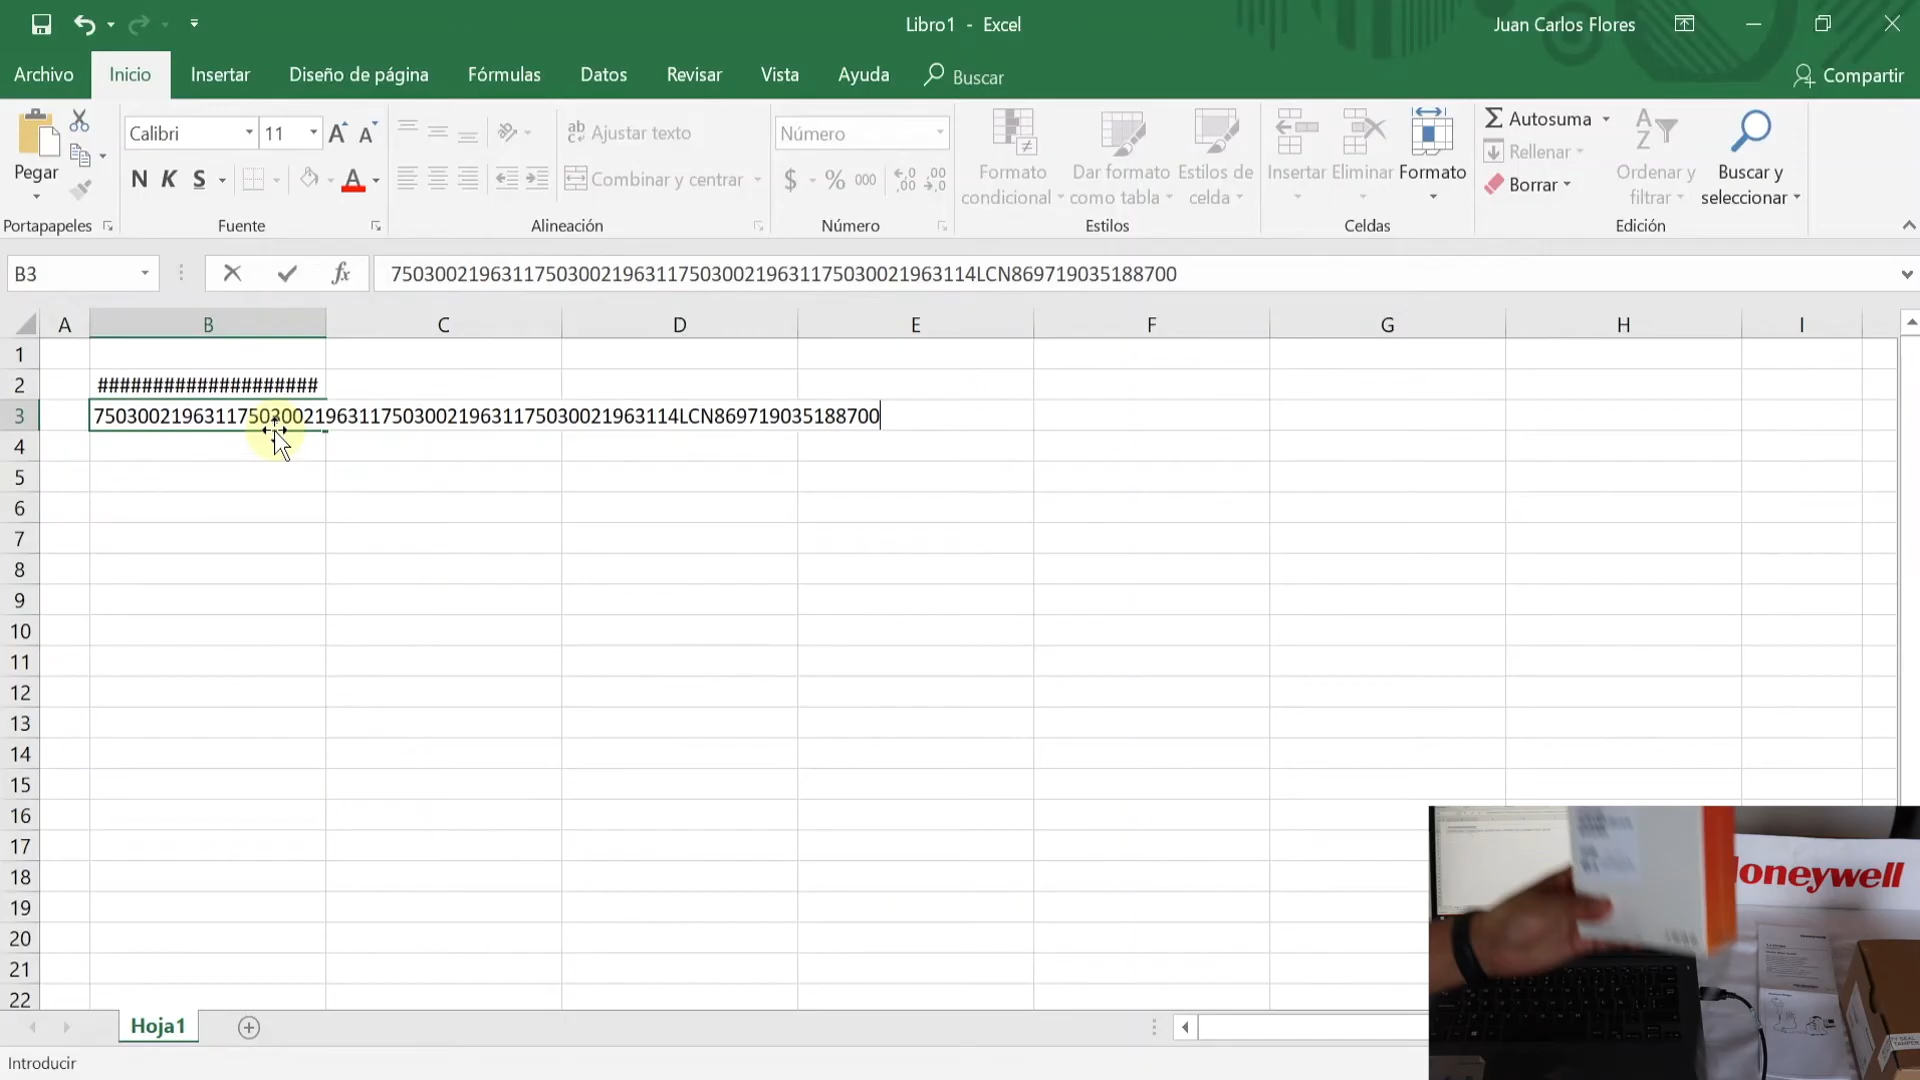 Libro1 - Excel
Juan Carlos Flores
Archivo Inicio Insertar Diseño de página Fórmulas Datos Revisar Vista Ayuda Buscar Compartir
Pegar
Portapapeles
Calibri 11
N K S
Fuente
Ajustar texto
Combinar y centrar
Alineación
Número
$ % 000
Número
Formato condicional
Dar formato como tabla
Estilos de celda
Estilos
Insertar Eliminar Formato
Celdas
Autosuma
Rellenar
Borrar
Ordenar y filtrar
Buscar y seleccionar
Edición
B3 fx 7503002196311750300219631175030021963117503002196311​4LCN869719035188700
A B C D E F G H I
1
2 ####################
3 75030021963117503002196311750300219631175030021963114LCN869719035188700
4
5
6
7
8
9
10
11
12
13
14
15
16
17
18
19
20
21
22
Honeywell
Hoja1
Introducir